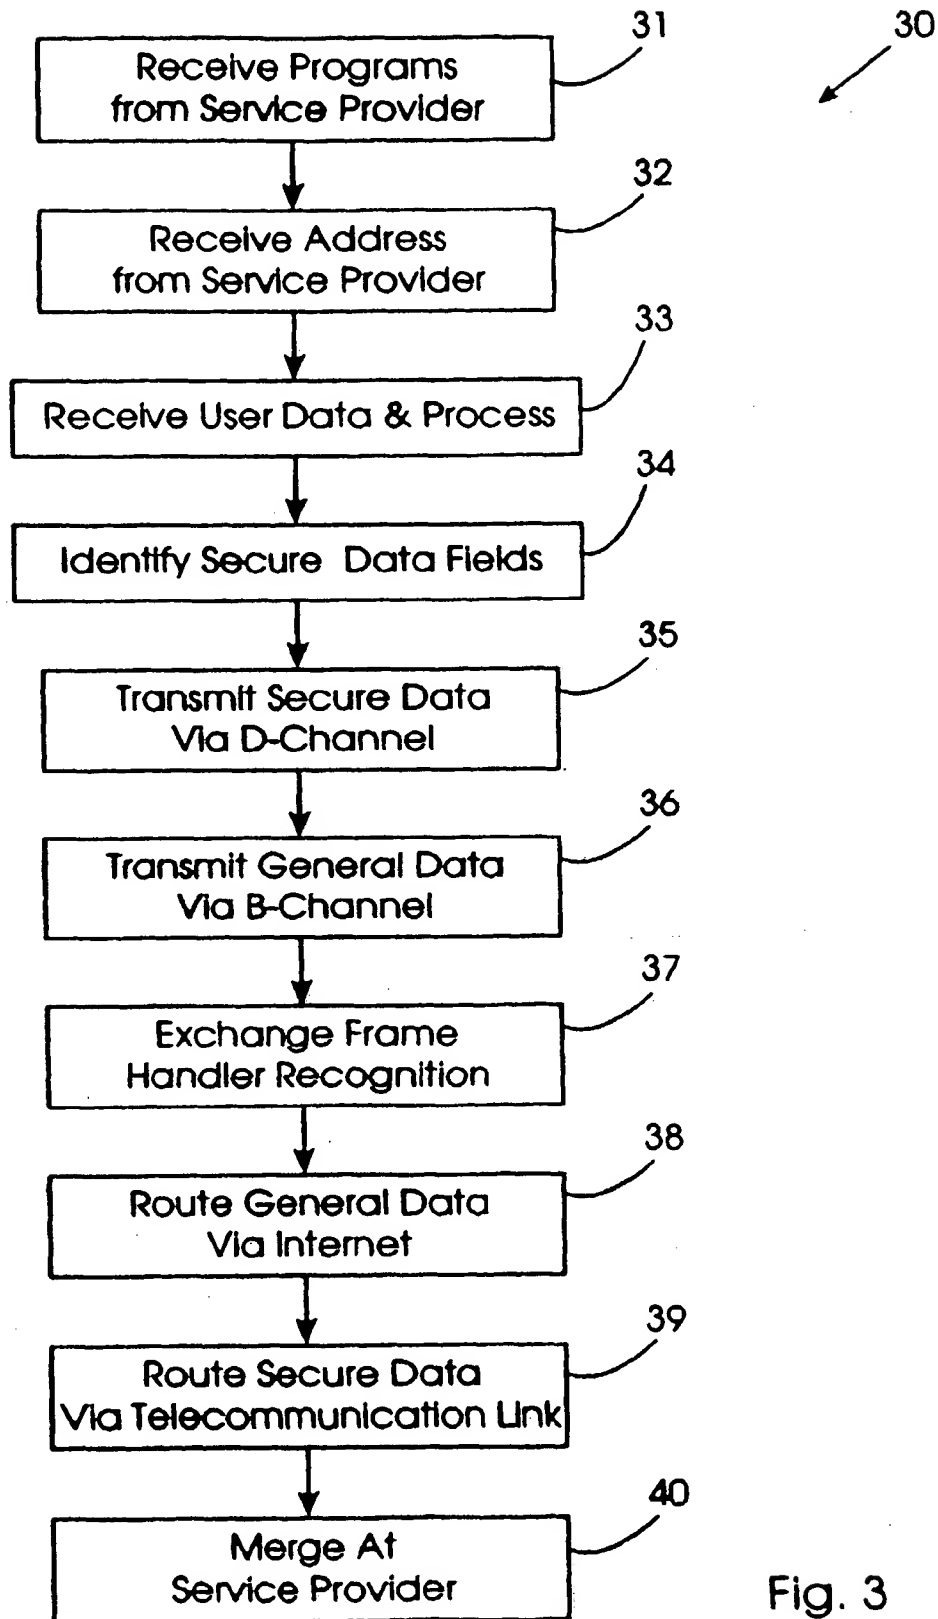 31
30
Receive Programs
from Service Provider
32
Receive Address
from Service Provider
33
Receive User Data & Process
34
Identify Secure Data Fields
35
Transmit Secure Data
Via D-Channel
36
Transmit General Data
Via B-Channel
37
Exchange Frame
Handler Recognition
38
Route General Data
Via Internet
39
Route Secure Data
Via Telecommunication Link
40
Merge At
Service Provider
Fig. 3